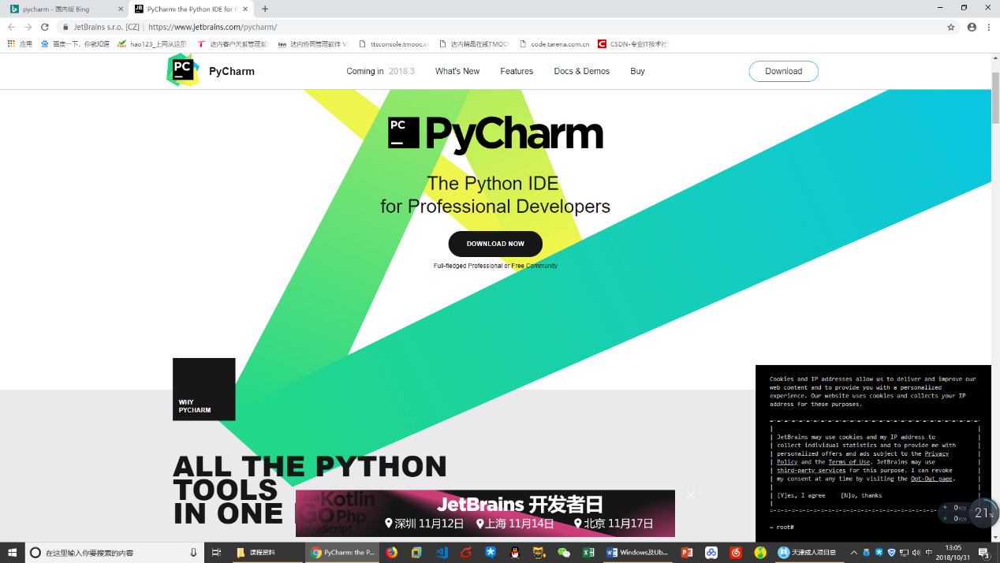 pycharm - 国内版 Bing
PyCharm: the Python IDE for P
JetBrains s.r.o. [CZ] | https://www.jetbrains.com/pycharm/
应用
百度一下，你就知道
hao123_上网从这里
达内客户关系管理系
达内协同管理软件 V5
ttsconsole.tmooc.c
达内精品在线TMOO
code.tarena.com.cn
CSDN-专业IT技术社
PC
PyCharm
Coming in 2018.3
What's New
Features
Docs & Demos
Buy
Download
PC PyCharm
The Python IDE
for Professional Developers
DOWNLOAD NOW
Full-fledged Professional or Free Community
WHY
PYCHARM
ALL THE PYTHON
TOOLS
IN ONE
Java Kotlin
GO Php
JavaScript
JetBrains 开发者日
深圳 11月12日 上海 11月14日 北京 11月17日
Cookies and IP addresses allow us to deliver and improve our
web content and to provide you with a personalized
experience. Our website uses cookies and collects your IP
address for these purposes.
JetBrains may use cookies and my IP address to
collect individual statistics and to provide me with
personalized offers and ads subject to the Privacy
Policy and the Terms of Use. JetBrains may use
third-party services for this purpose. I can revoke
my consent at any time by visiting the Opt-Out page.
[Y]es, I agree [N]o, thanks
~ root#
0K/s
0K/s
21%
在这里输入你要搜索的内容
课程资料
PyCharm: the P...
Windows及Ub...
天津成人项目总
中
13:05
2018/10/31
3